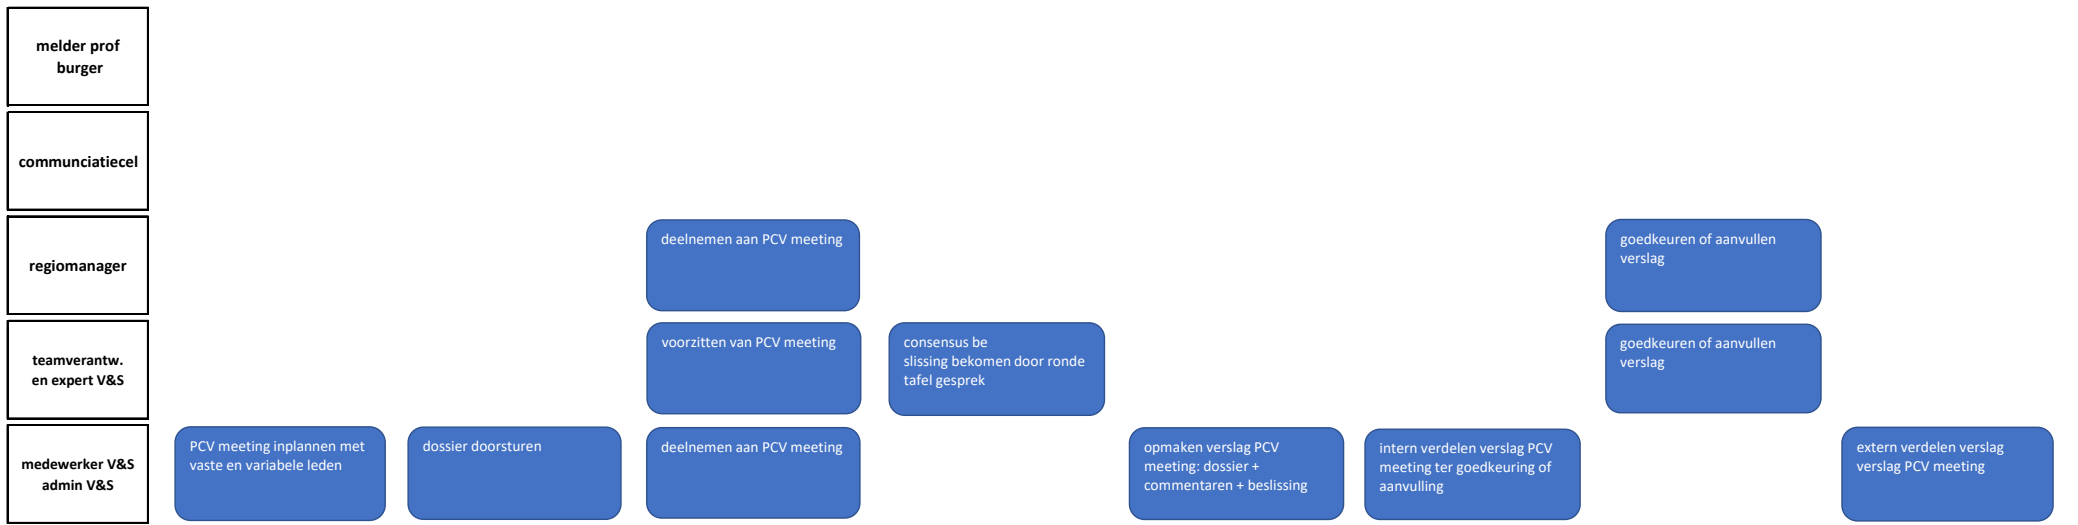 melder prof
burger
communciatiecel
regiomanager
deelnemen aan PCV meeting
goedkeuren of aanvullen
verslag
teamverantw.
en expert V&S
voorzitten van PCV meeting
consensus be
slissing bekomen door ronde
tafel gesprek
goedkeuren of aanvullen
verslag
medewerker V&S
admin V&S
PCV meeting inplannen met
vaste en variabele leden
dossier doorsturen
deelnemen aan PCV meeting
opmaken verslag PCV
meeting: dossier +
commentaren + beslissing
intern verdelen verslag PCV
meeting ter goedkeuring of
aanvulling
extern verdelen verslag
verslag PCV meeting